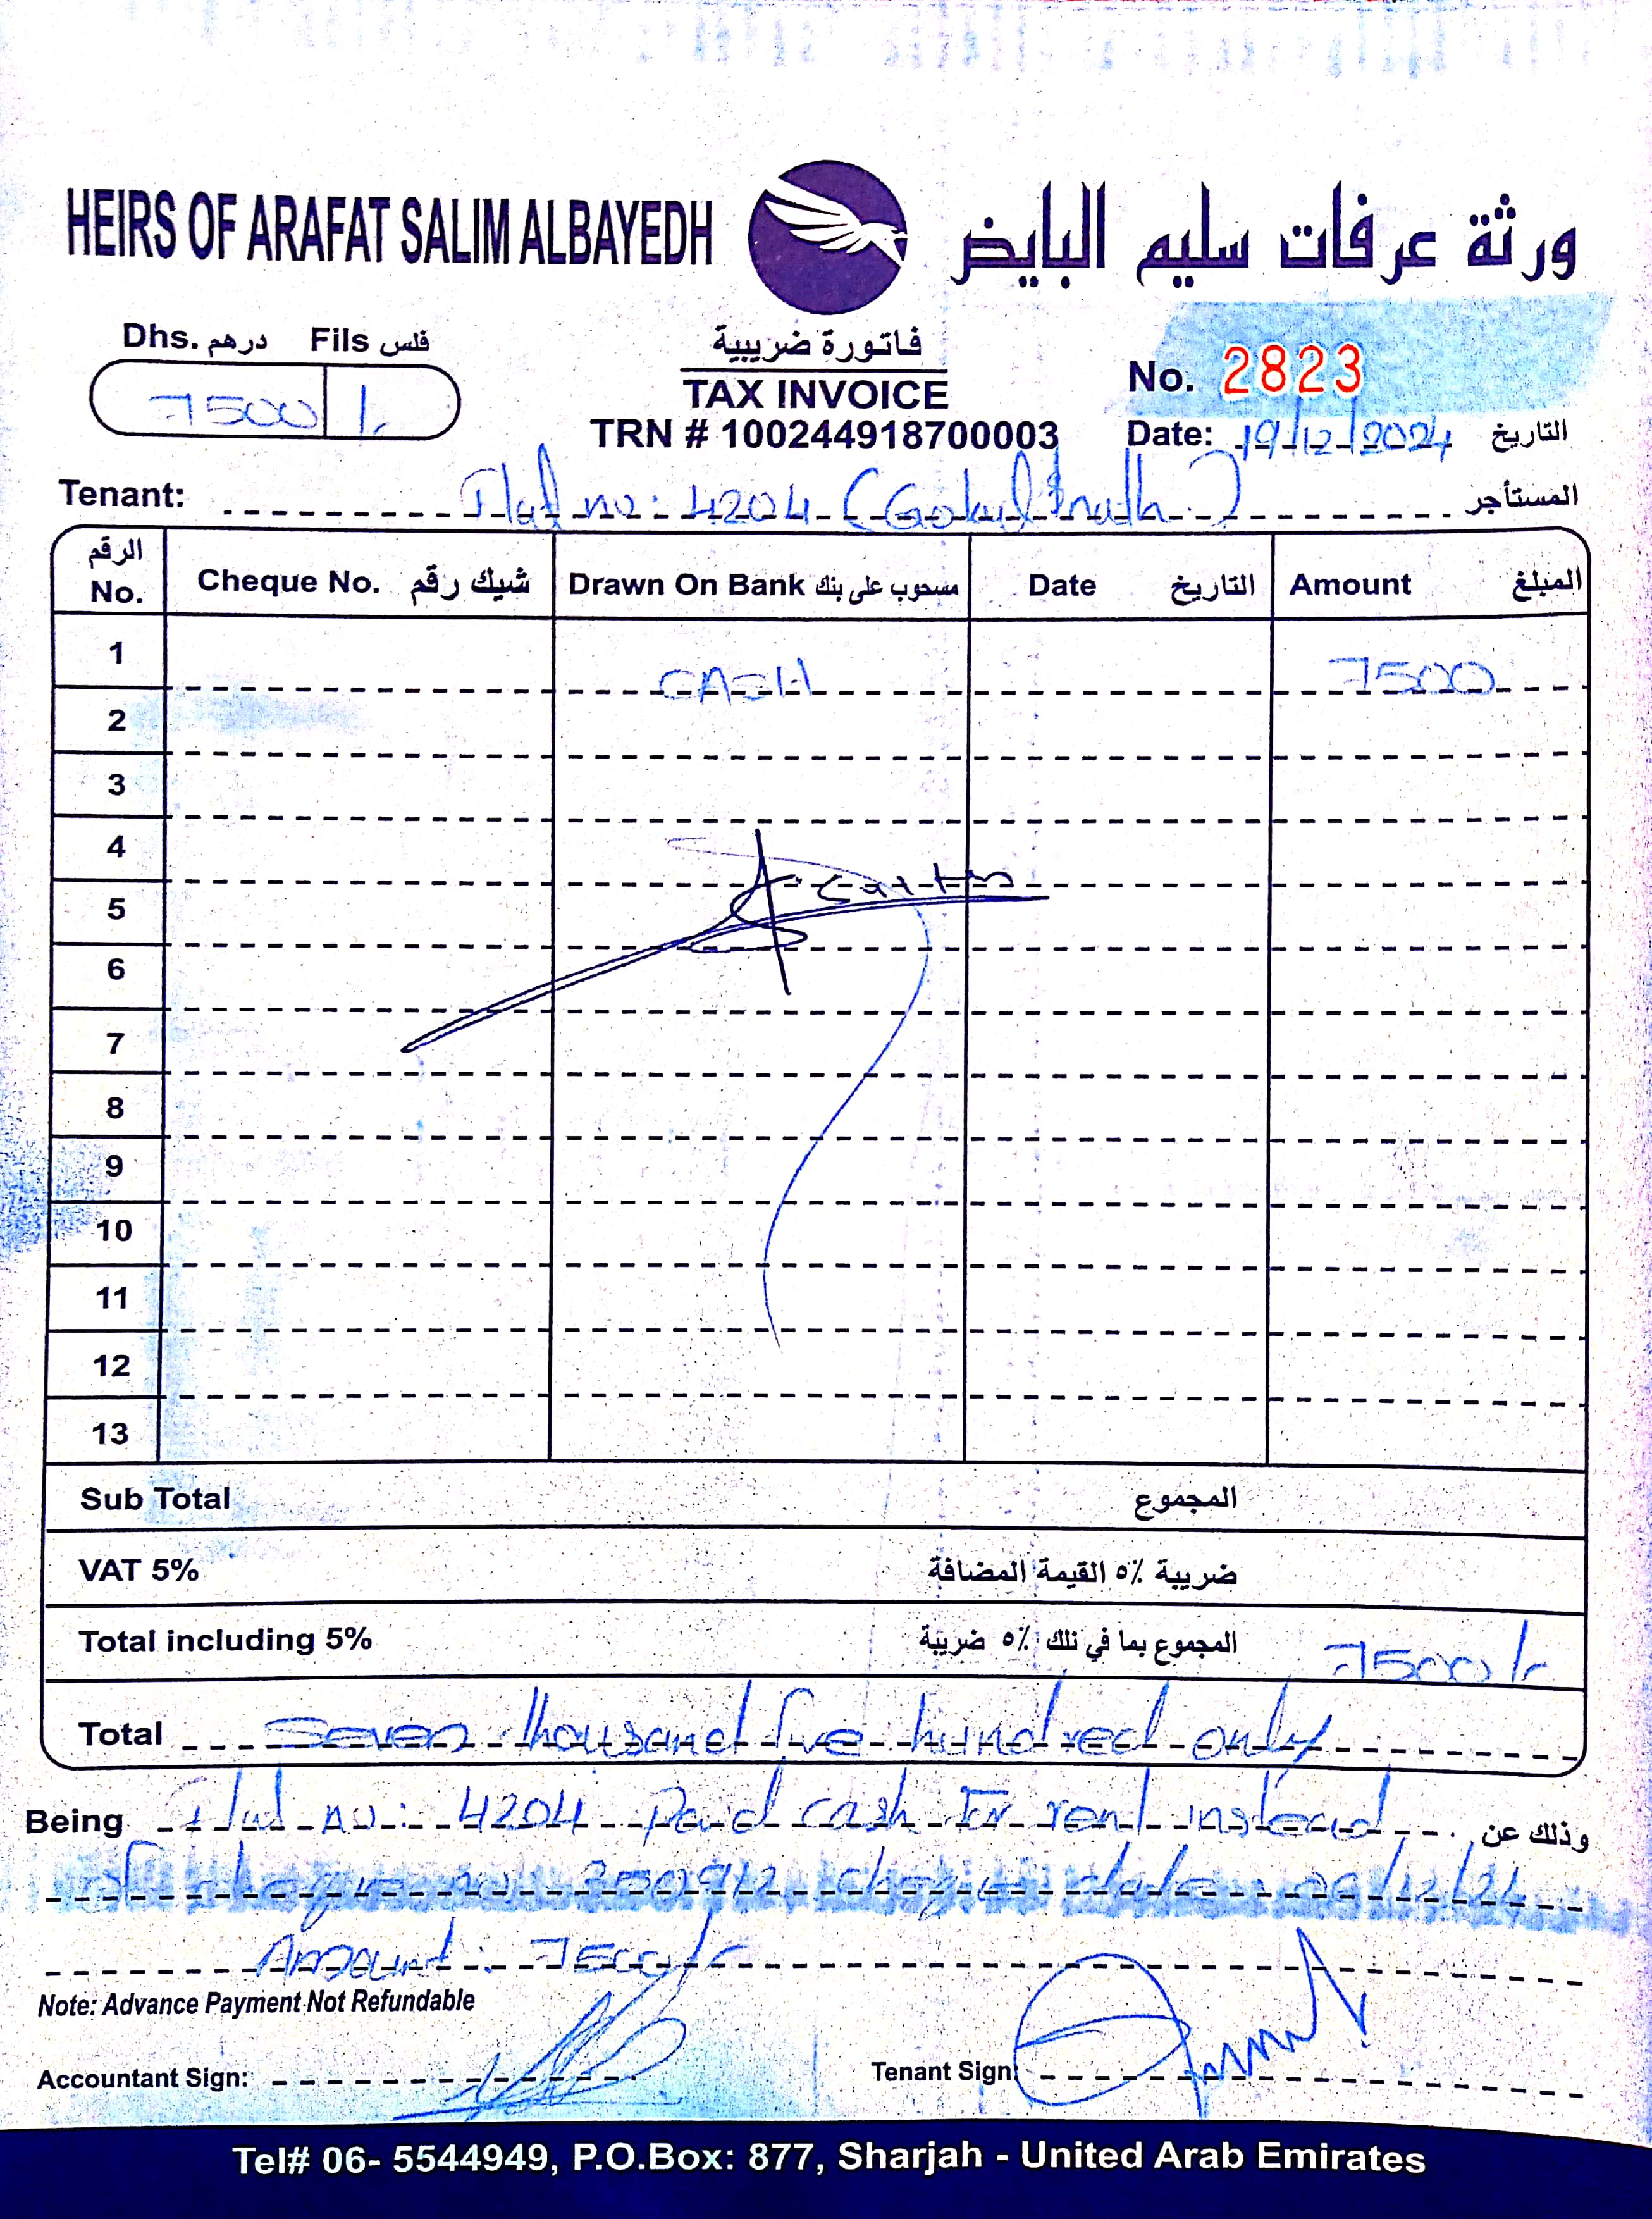 HEIRS OF ARAFAT SALIM ALBAYEDH ورثة عرفات سليم البايض
Dhs. درهم Fils فلس
7500 /-
فاتورة ضريبية
TAX INVOICE
TRN # 100244918700003
No. 2823
Date: 19/12/2024 التاريخ
Tenant: Flat no: 4204 المستأجر
الرقم No. Cheque No. شيك رقم Drawn On Bank مسحوب على بنك Date التاريخ Amount المبلغ
1 CASH 7500
2
3
4
5
6
7
8
9
10
11
12
13
Sub Total المجموع
VAT 5% ضريبة ٥٪ القيمة المضافة
Total including 5% المجموع بما في ذلك ٥٪ ضريبة 7500/-
Total Seven thousand five hundred only
Being Flat no: 4204 Paid cash for rent instead وذلك عن
of cheque no: 350912 cheque date
Amount: 7500/-
Note: Advance Payment Not Refundable
Accountant Sign: Tenant Sign:
Tel# 06- 5544949, P.O.Box: 877, Sharjah - United Arab Emirates